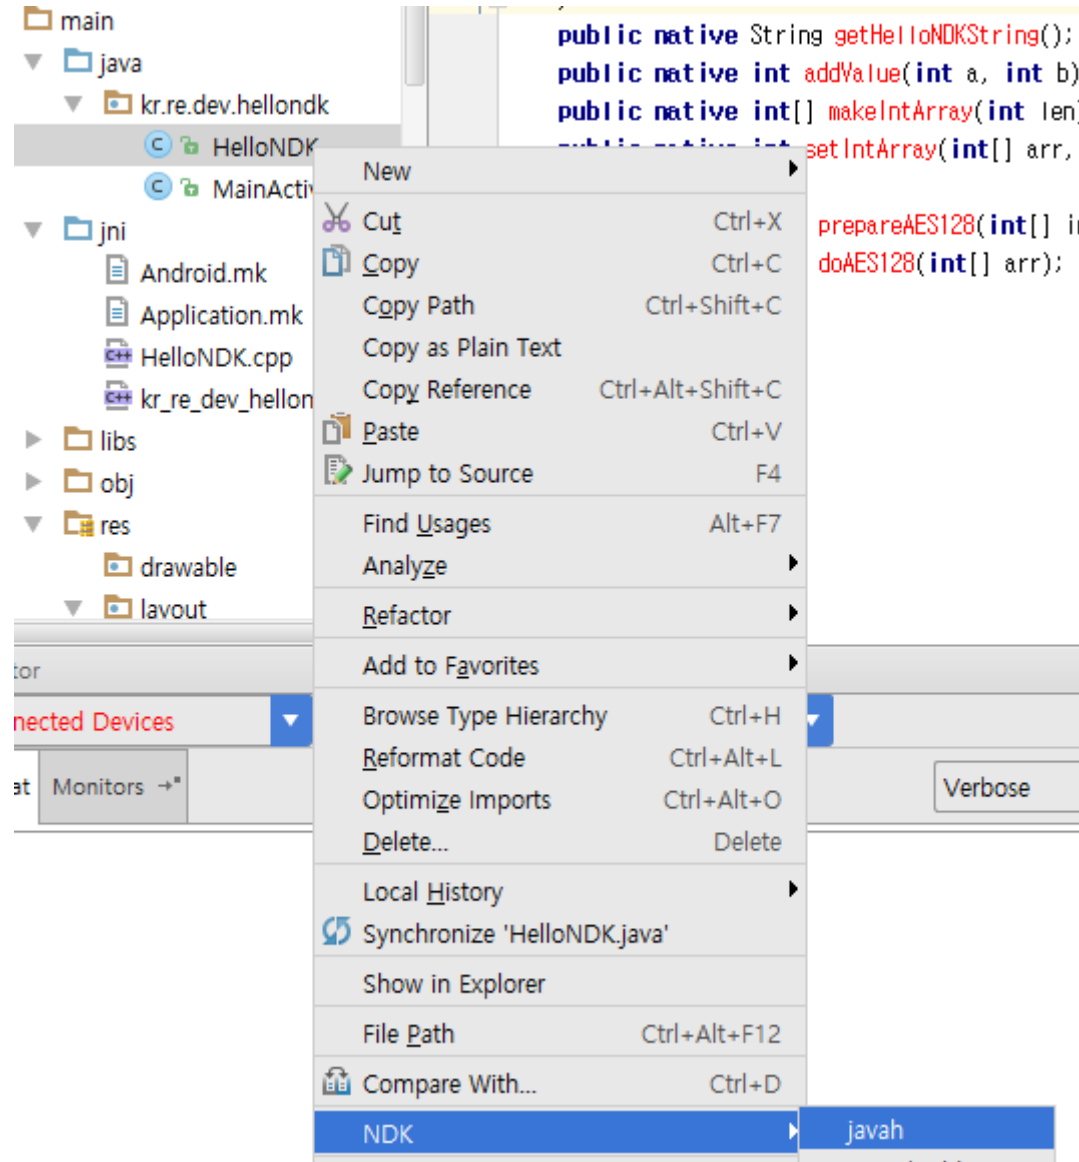 main
java
kr.re.dev.hellondk
HelloNDK
MainActiv
jni
Android.mk
Application.mk
HelloNDK.cpp
kr_re_dev_hellon
libs
obj
res
drawable
layout
public native String getHelloNDKString();
public native int addValue(int a, int b)
public native int[] makeIntArray(int len)
public native int setIntArray(int[] arr,
prepareAES128(int[] in
doAES128(int[] arr);
New
Cut Ctrl+X
Copy Ctrl+C
Copy Path Ctrl+Shift+C
Copy as Plain Text
Copy Reference Ctrl+Alt+Shift+C
Paste Ctrl+V
Jump to Source F4
Find Usages Alt+F7
Analyze
Refactor
Add to Favorites
Browse Type Hierarchy Ctrl+H
Reformat Code Ctrl+Alt+L
Optimize Imports Ctrl+Alt+O
Delete... Delete
Local History
Synchronize 'HelloNDK.java'
Show in Explorer
File Path Ctrl+Alt+F12
Compare With... Ctrl+D
NDK
javah
tor
nected Devices
at Monitors
Verbose